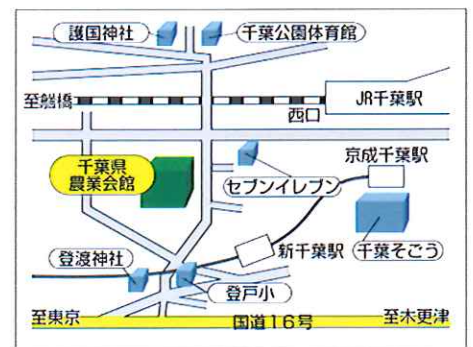 護国神社
千葉公園体育館
至船橋
JR千葉駅
西口
千葉県
農業会館
セブンイレブン
京成千葉駅
登渡神社
新千葉駅
千葉そごう
登戸小
至東京
国道16号
至木更津